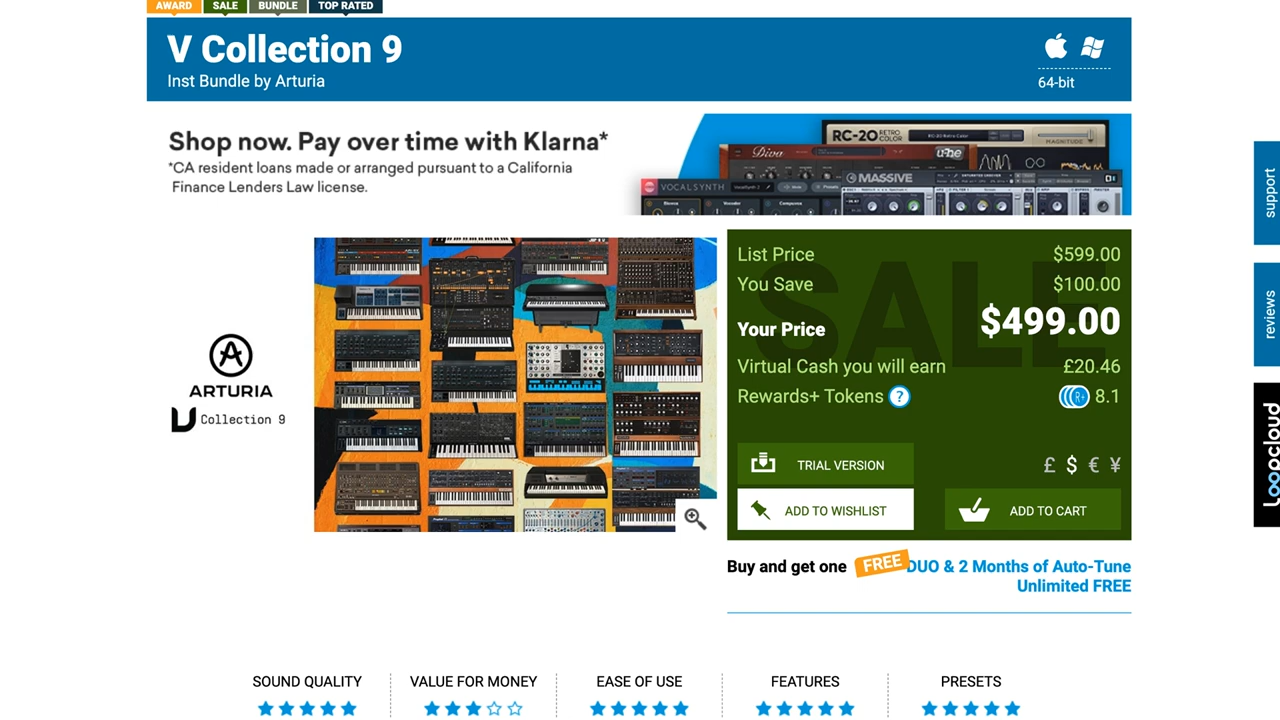 AWARD SALE BUNDLE TOP RATED
V Collection 9
Inst Bundle by Arturia
64-bit
Shop now. Pay over time with Klarna*
*CA resident loans made or arranged pursuant to a California
Finance Lenders Law license.
RC-20 RETRO COLOR
MAGNITUDE
Diva
u-he
VOCALSYNTH
MASSIVE
support
reviews
Loopcloud
ARTURIA
Collection 9
SALE
List Price $599.00
You Save $100.00
Your Price $499.00
Virtual Cash you will earn £20.46
Rewards+ Tokens ? R+ 8.1
TRIAL VERSION
£ $ € ¥
ADD TO WISHLIST
ADD TO CART
Buy and get one FREE DUO & 2 Months of Auto-Tune
Unlimited FREE
SOUND QUALITY VALUE FOR MONEY EASE OF USE FEATURES PRESETS